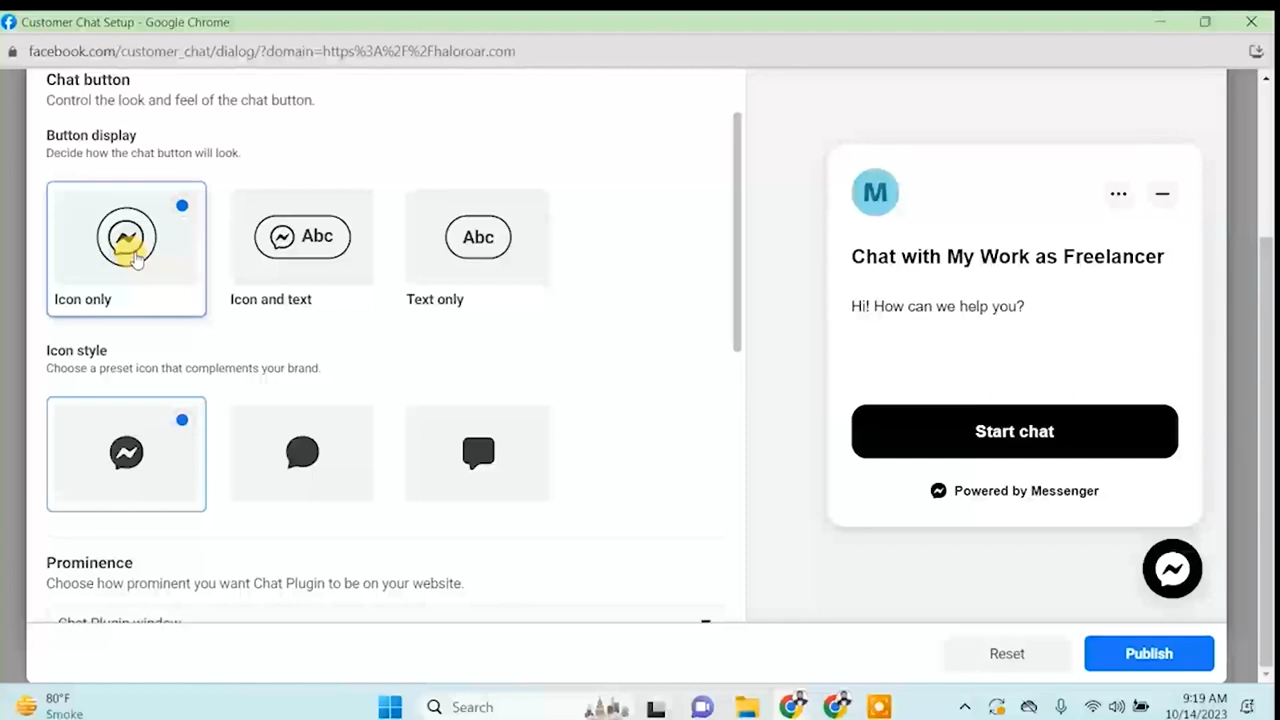 Customer Chat Setup - Google Chrome
facebook.com/customer_chat/dialog/?domain=https%3A%2F%2Fhaloroar.com
Chat button
Control the look and feel of the chat button.
Button display
Decide how the chat button will look.
Abc
Abc
Icon only
Icon and text
Text only
Icon style
Choose a preset icon that complements your brand.
Prominence
Choose how prominent you want Chat Plugin to be on your website.
Chat Plugin window
M
Chat with My Work as Freelancer
Hi! How can we help you?
Start chat
Powered by Messenger
Reset
Publish
80°F
Smoke
Search
9:19 AM
10/14/2023